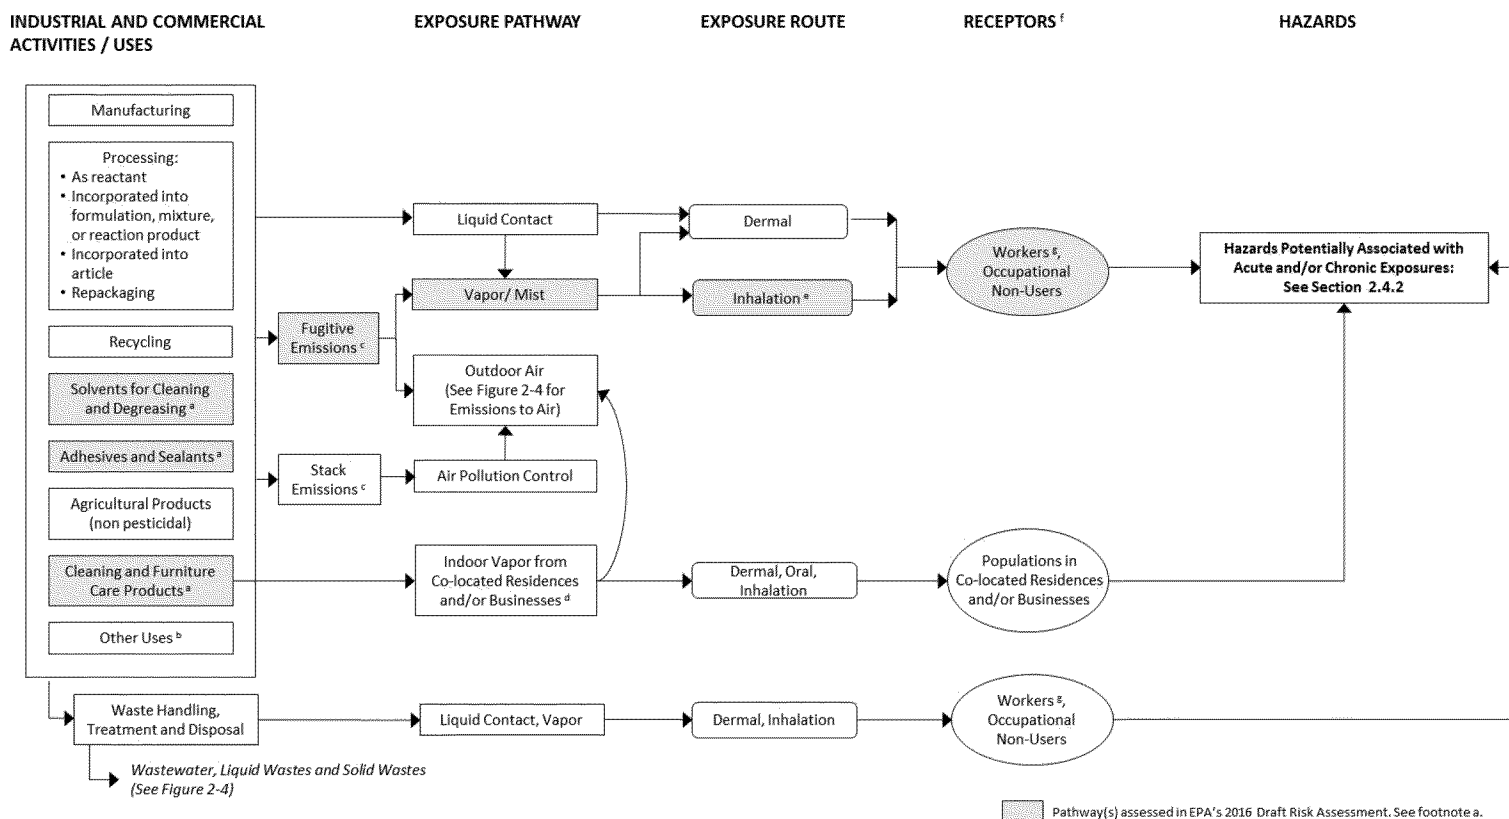 INDUSTRIAL AND COMMERCIAL
ACTIVITIES / USES
EXPOSURE PATHWAY
EXPOSURE ROUTE
RECEPTORS f
HAZARDS
Manufacturing
Processing:
• As reactant
• Incorporated into
formulation, mixture,
or reaction product
• Incorporated into
article
• Repackaging
Recycling
Solvents for Cleaning
and Degreasing a
Adhesives and Sealants a
Agricultural Products
(non pesticidal)
Cleaning and Furniture
Care Products a
Other Uses b
Waste Handling,
Treatment and Disposal
Wastewater, Liquid Wastes and Solid Wastes
(See Figure 2-4)
Fugitive
Emissions c
Stack
Emissions c
Liquid Contact
Vapor/ Mist
Outdoor Air
(See Figure 2-4 for
Emissions to Air)
Air Pollution Control
Indoor Vapor from
Co-located Residences
and/or Businesses d
Liquid Contact, Vapor
Dermal
Inhalation e
Dermal, Oral,
Inhalation
Dermal, Inhalation
Workers g,
Occupational
Non-Users
Populations in
Co-located Residences
and/or Businesses
Workers g,
Occupational
Non-Users
Hazards Potentially Associated with
Acute and/or Chronic Exposures:
See Section 2.4.2
Pathway(s) assessed in EPA's 2016 Draft Risk Assessment. See footnote a.